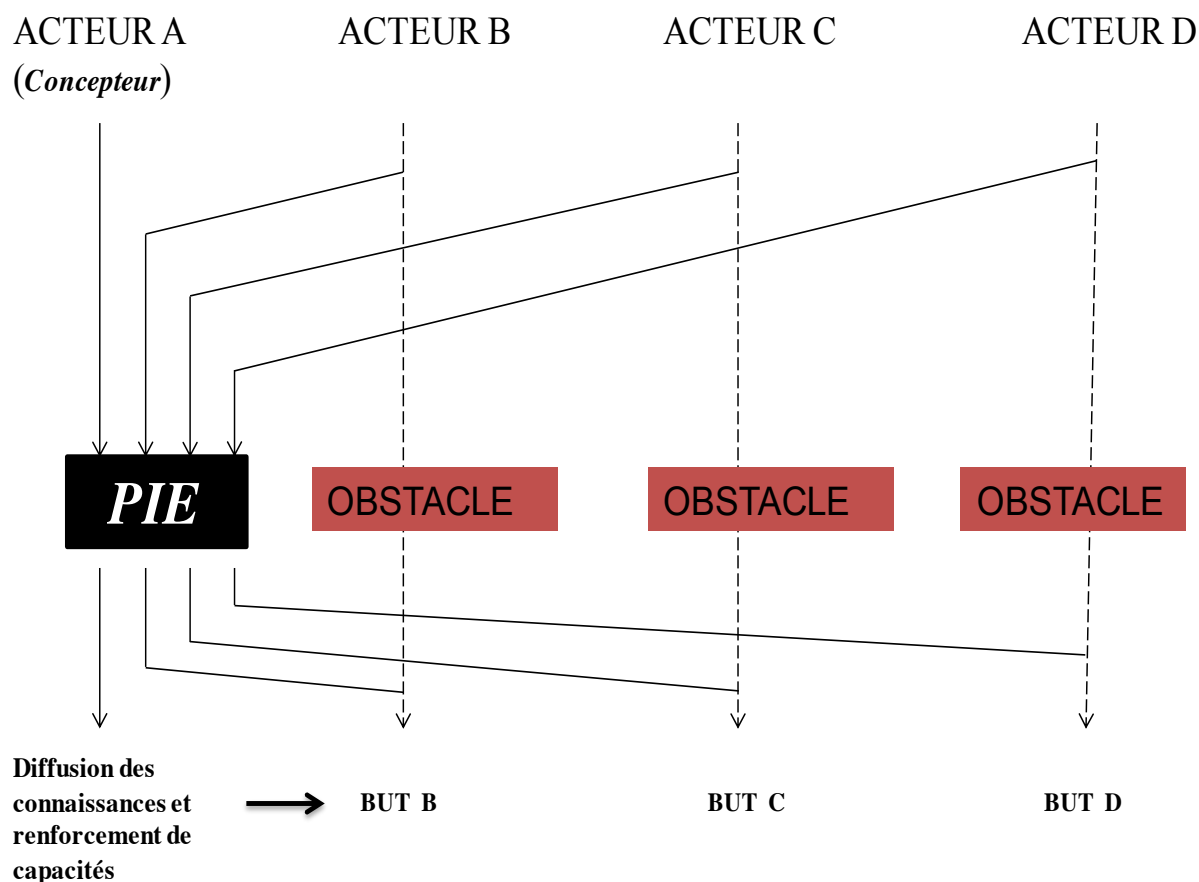 ACTEUR A ACTEUR B ACTEUR C ACTEUR D
(Concepteur)
PIE OBSTACLE OBSTACLE OBSTACLE
Diffusion des
connaissances et BUT B BUT C BUT D
renforcement de
capacités